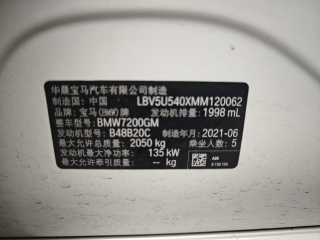 华晨宝马汽车有限公司制造
制造国：中国 LBV5U540XMM120062
品牌：宝马(BMW)牌 发动机排量：1998 mL
整车型号：BMW7200GM
发动机型号：B48B20C 制造年月：2021-06
最大允许总质量：2050 kg 乘坐人数：5
发动机最大净功率：135 kW
最大允许牵引质量：-- kg